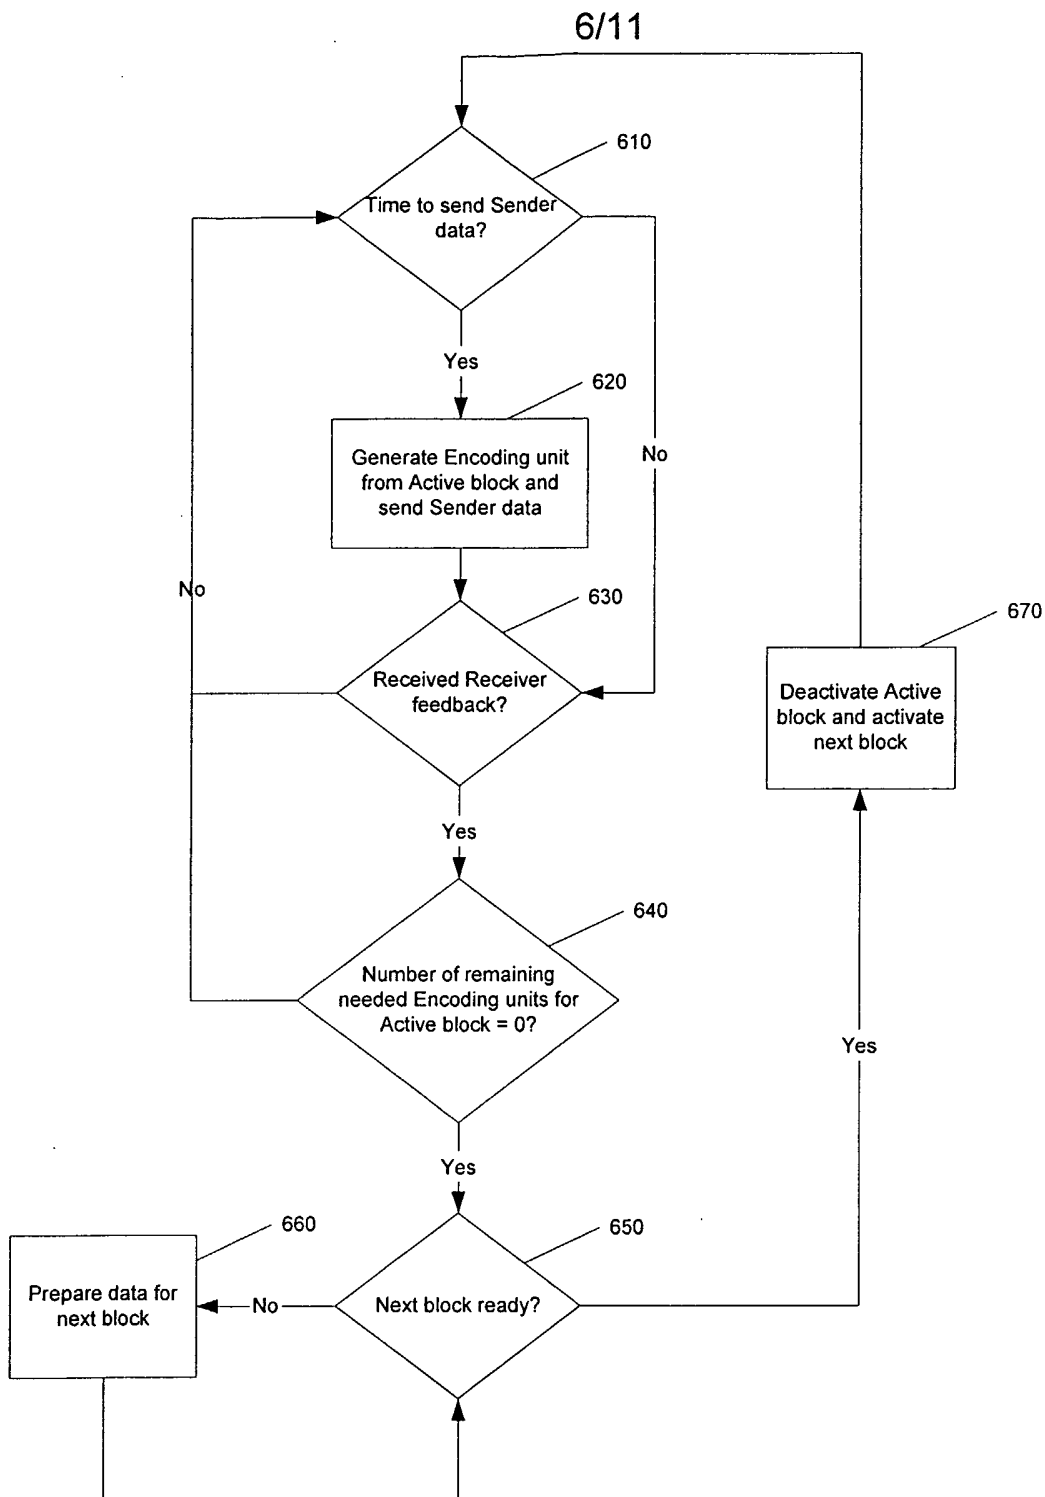 6/11
610
Time to send Sender
data?
Yes
620
Generate Encoding unit
from Active block and
send Sender data
No
No
630
Received Receiver
feedback?
670
Deactivate Active
block and activate
next block
Yes
640
Number of remaining
needed Encoding units for
Active block = 0?
Yes
Yes
660
Prepare data for
next block
No
650
Next block ready?